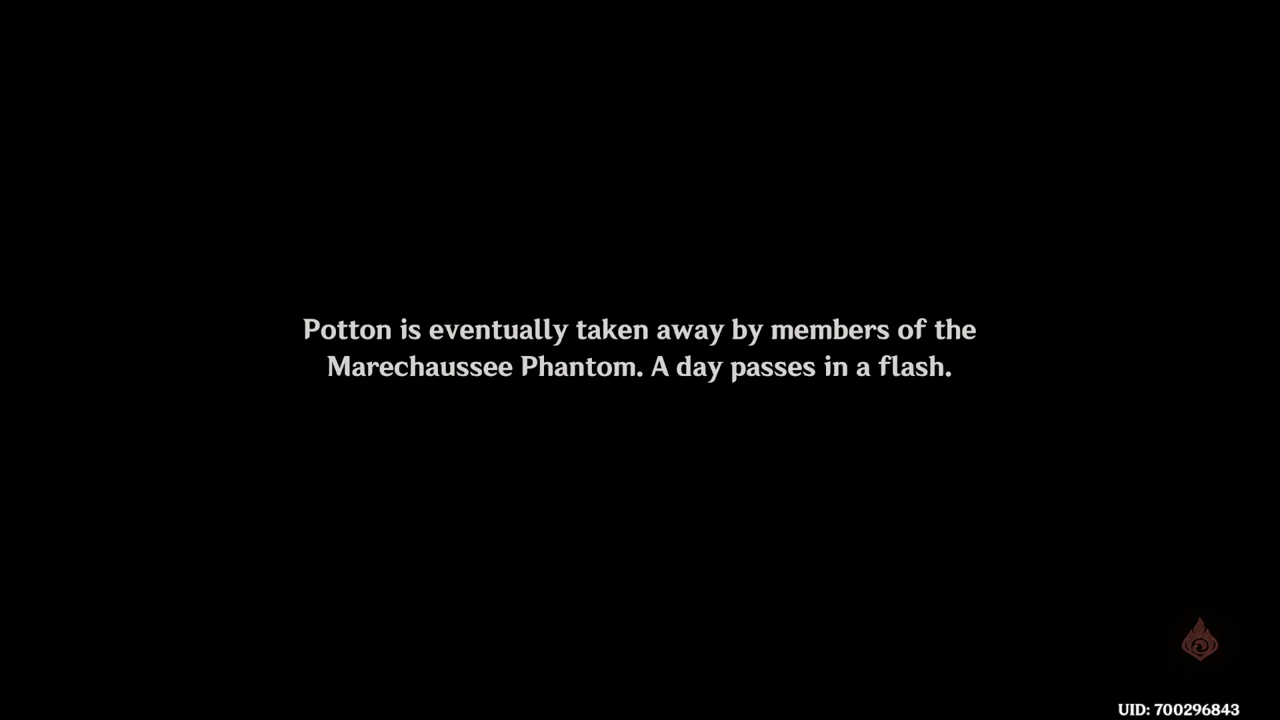 Potton is eventually taken away by members of the
Marechaussee Phantom. A day passes in a flash.
UID: 700296843